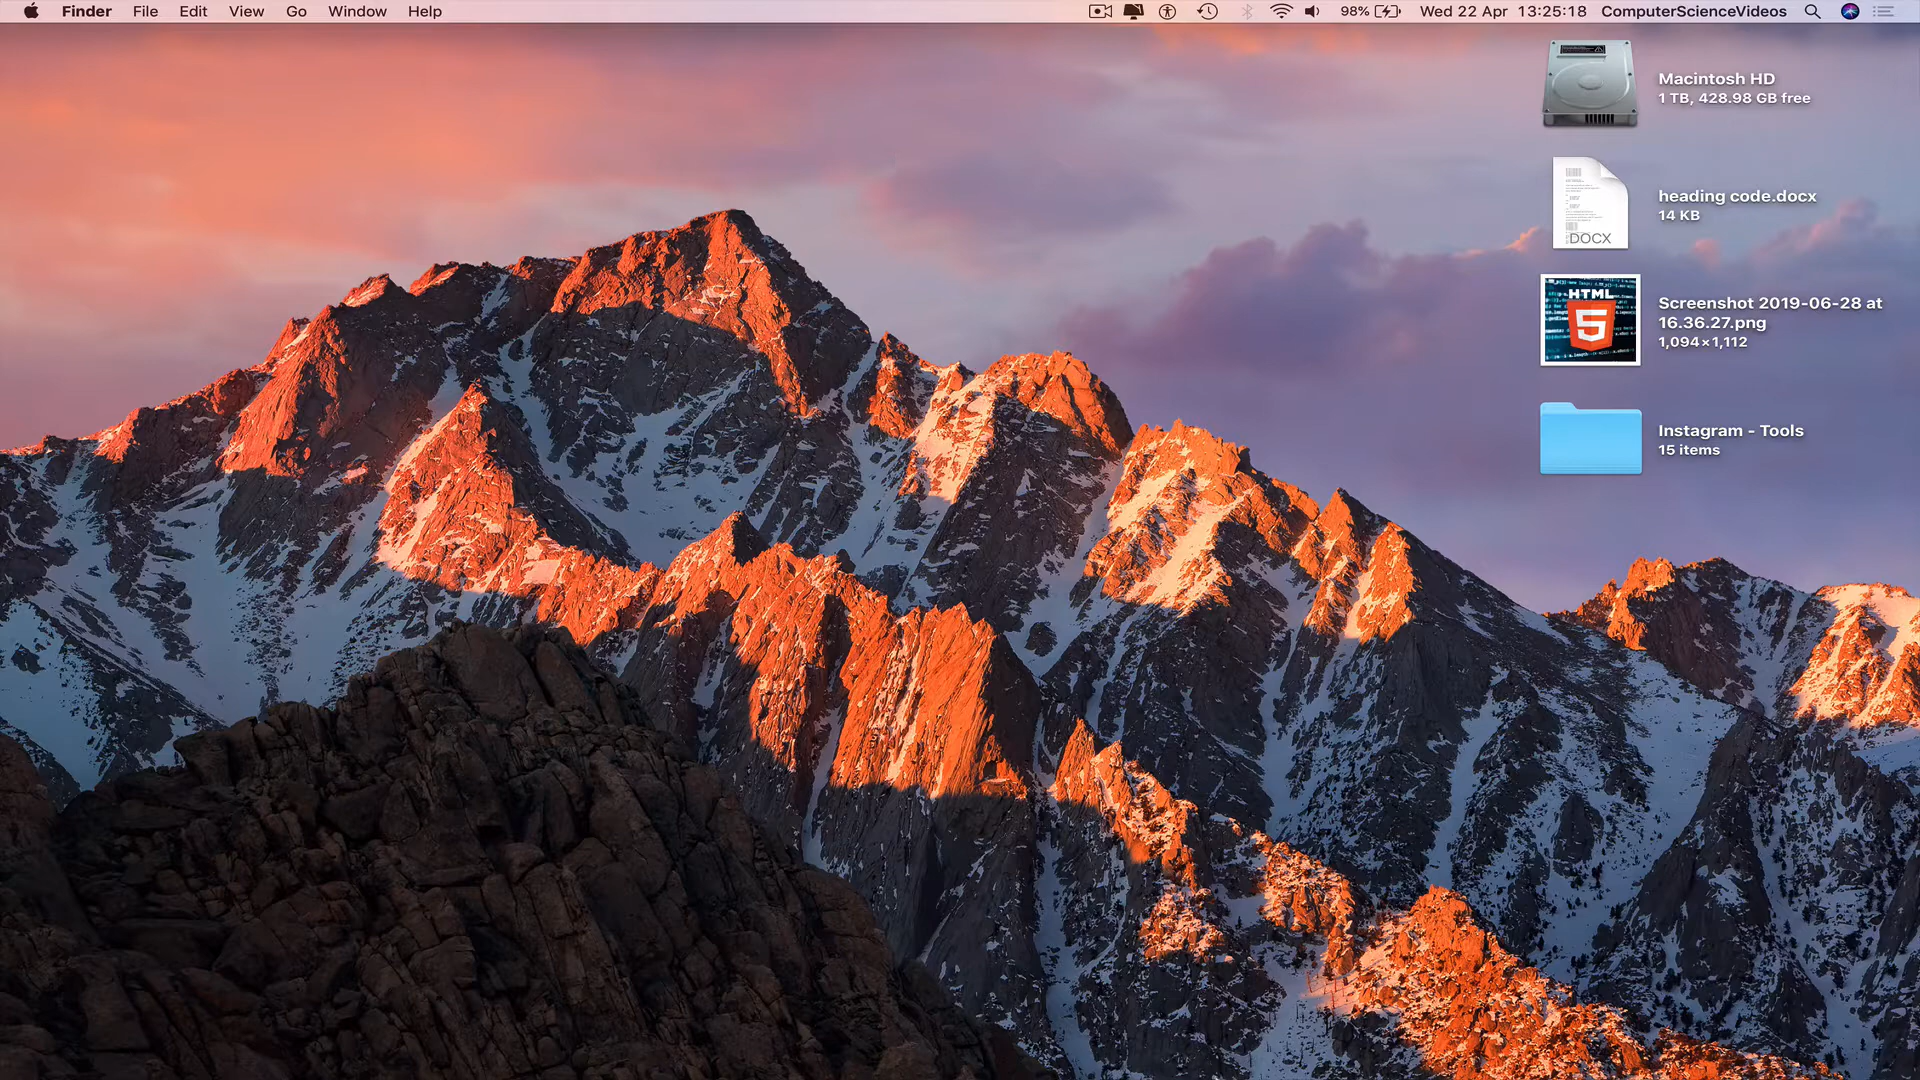 Finder File Edit View Go Window Help 98% Wed 22 Apr 13:25:18 ComputerScienceVideos
Macintosh HD
1 TB, 428.98 GB free
DOCX
heading code.docx
14 KB
HTML
5
Screenshot 2019-06-28 at
16.36.27.png
1,094×1,112
Instagram - Tools
15 items